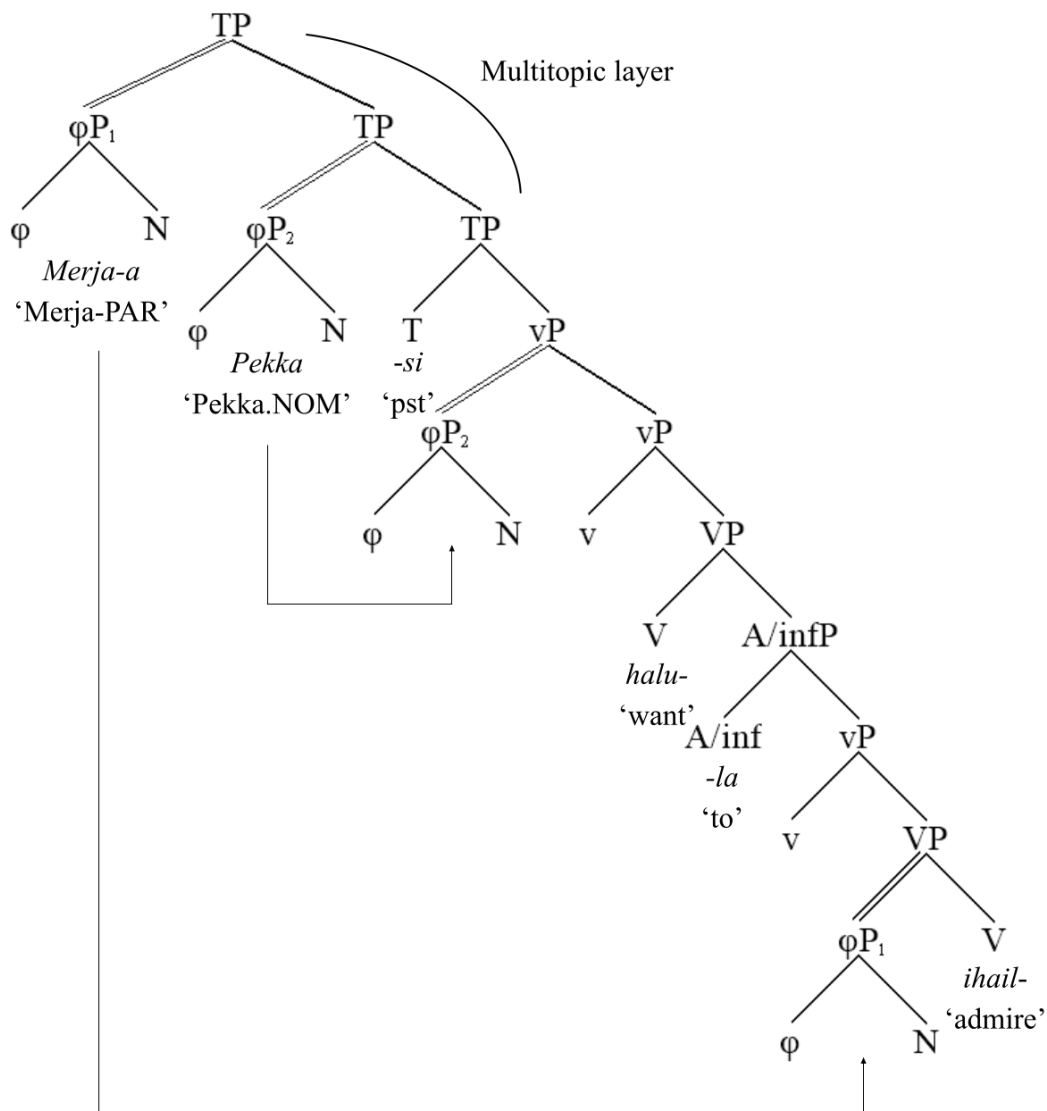 TP
Multitopic layer
φP₁ TP
φ N φP₂ TP
Merja-a
‘Merja-PAR’ φ N T vP
Pekka -si
‘Pekka.NOM’ ‘pst’
φP₂ vP
φ N v VP
V A/infP
halu-
‘want’ A/inf vP
-la
‘to’ v VP
φP₁ V
ihail-
‘admire’
φ N